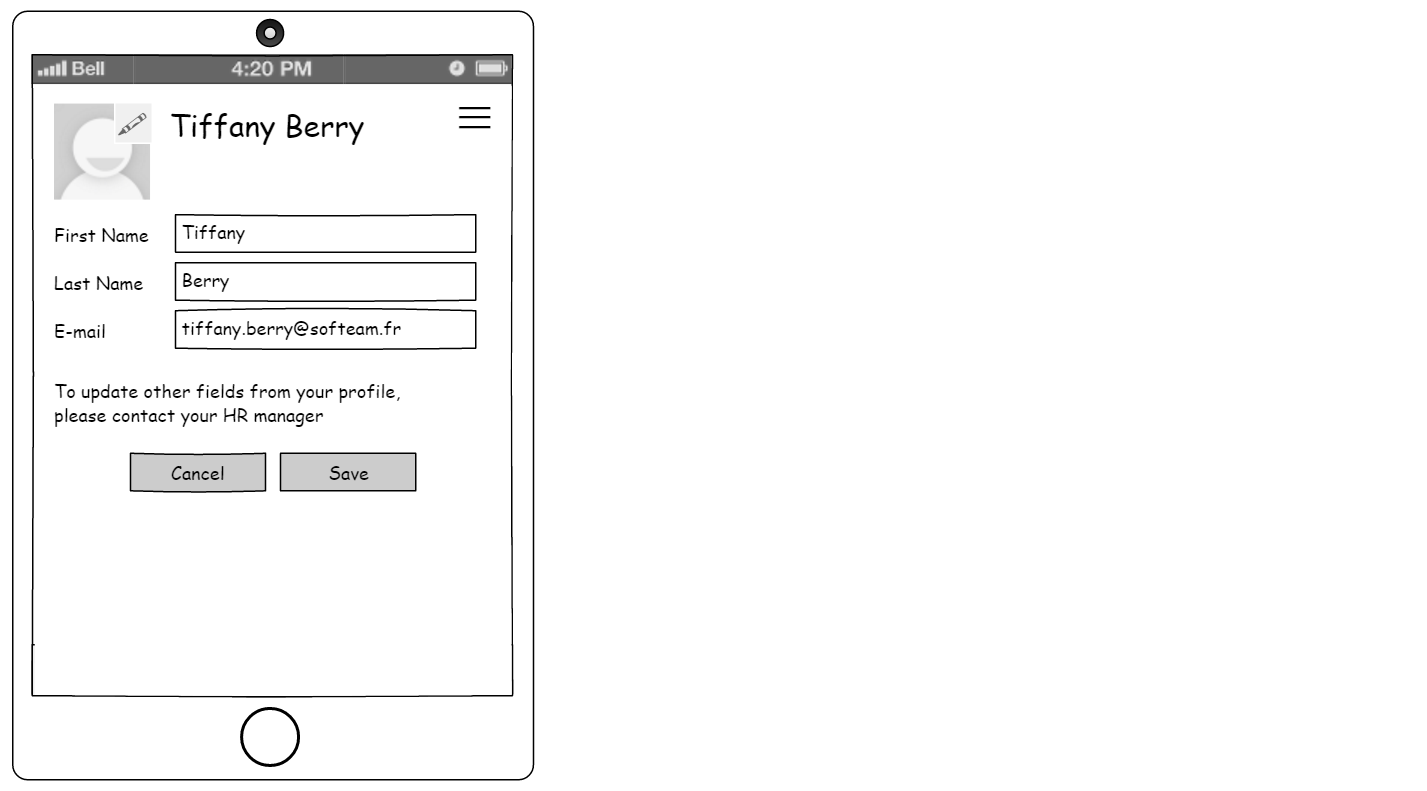 Bell 4:20 PM
Tiffany Berry
First Name Tiffany
Last Name Berry
E-mail tiffany.berry@softeam.fr
To update other fields from your profile,
please contact your HR manager
Cancel Save